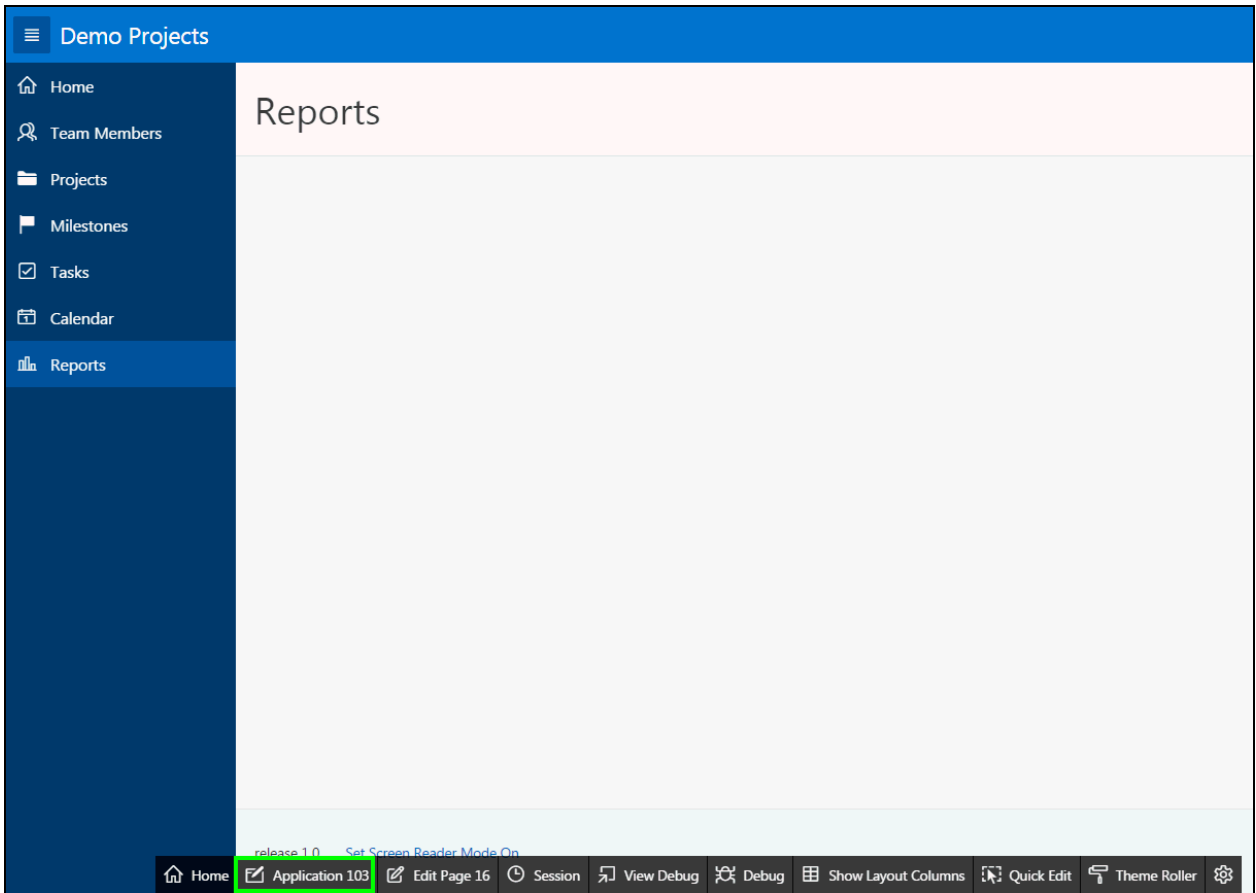 Demo Projects
Home
Team Members
Projects
Milestones
Tasks
Calendar
Reports
Reports
release 1.0 Set Screen Reader Mode On
Home Application 103 Edit Page 16 Session View Debug Debug Show Layout Columns Quick Edit Theme Roller